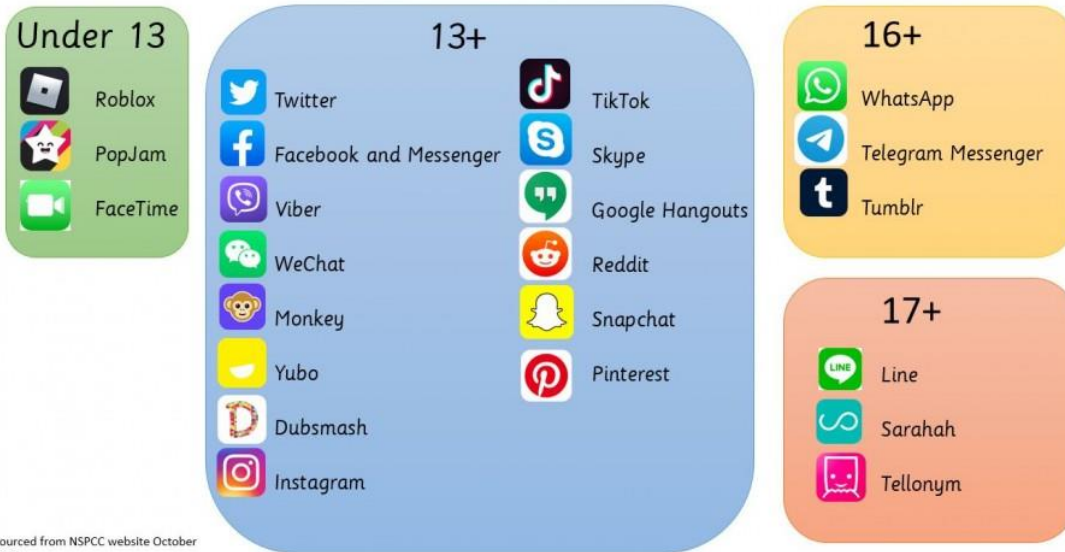 Under 13
Roblox
PopJam
FaceTime
13+
Twitter
Facebook and Messenger
Viber
WeChat
Monkey
Yubo
Dubsmash
Instagram
TikTok
Skype
Google Hangouts
Reddit
Snapchat
Pinterest
16+
WhatsApp
Telegram Messenger
Tumblr
17+
LINE
Line
Sarahah
Tellonym
ourced from NSPCC website October